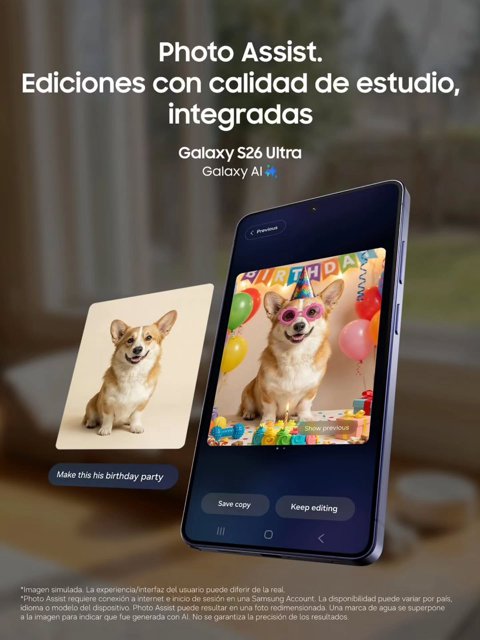 Photo Assist.
Ediciones con calidad de estudio,
integradas
Galaxy S26 Ultra
Galaxy AI
< Previous
BIRTHDAY
Show previous
Make this his birthday party
Save copy
Keep editing
*Imagen simulada. La experiencia/interfaz del usuario puede diferir de la real.
*Photo Assist requiere conexión a internet e inicio de sesión en una Samsung Account. La disponibilidad puede variar por país,
idioma o modelo del dispositivo. Photo Assist puede resultar en una foto redimensionada. Una marca de agua se superpone
a la imagen para indicar que fue generada con AI. No se garantiza la precisión de los resultados.